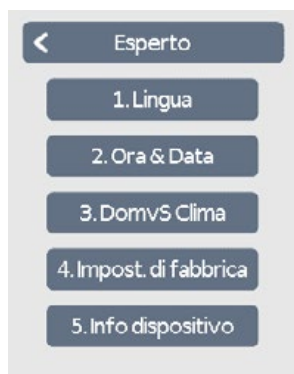 < Esperto
1. Lingua
2. Ora & Data
3. DomvS Clima
4. Impost. di fabbrica
5. Info dispositivo